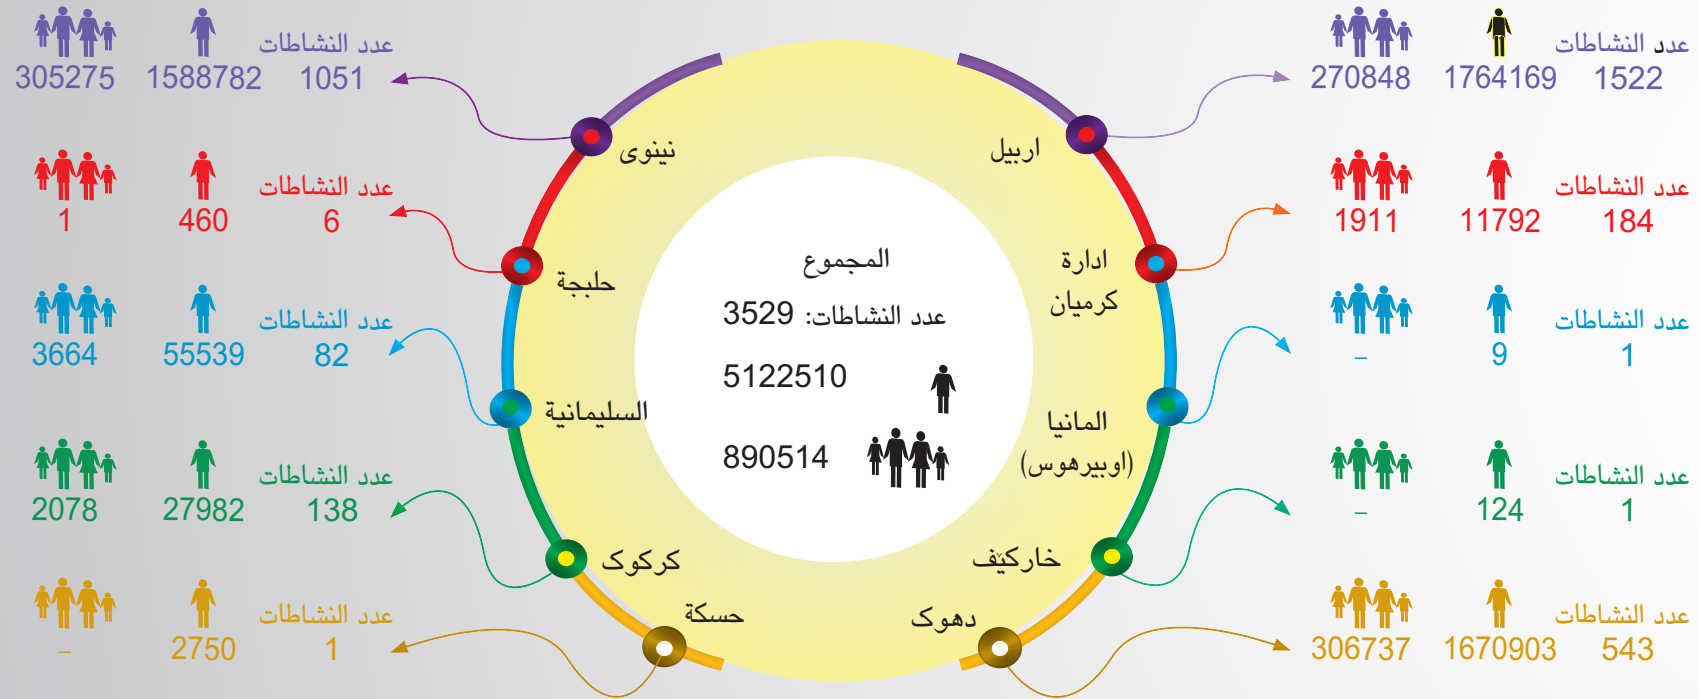 عدد النشاطات
1522
1764169
270848
عدد النشاطات
184
11792
1911
عدد النشاطات
1
9
–
عدد النشاطات
1
124
–
عدد النشاطات
543
1670903
306737
اربيل
ادارة
كرميان
المانيا
(اوبيرهوس)
خاركيڤ
دهوک
المجموع
عدد النشاطات: 3529
5122510
890514
نينوى
حلبجة
السليمانية
كركوک
حسكة
عدد النشاطات
1051
1588782
305275
عدد النشاطات
6
460
1
عدد النشاطات
82
55539
3664
عدد النشاطات
138
27982
2078
عدد النشاطات
1
2750
–